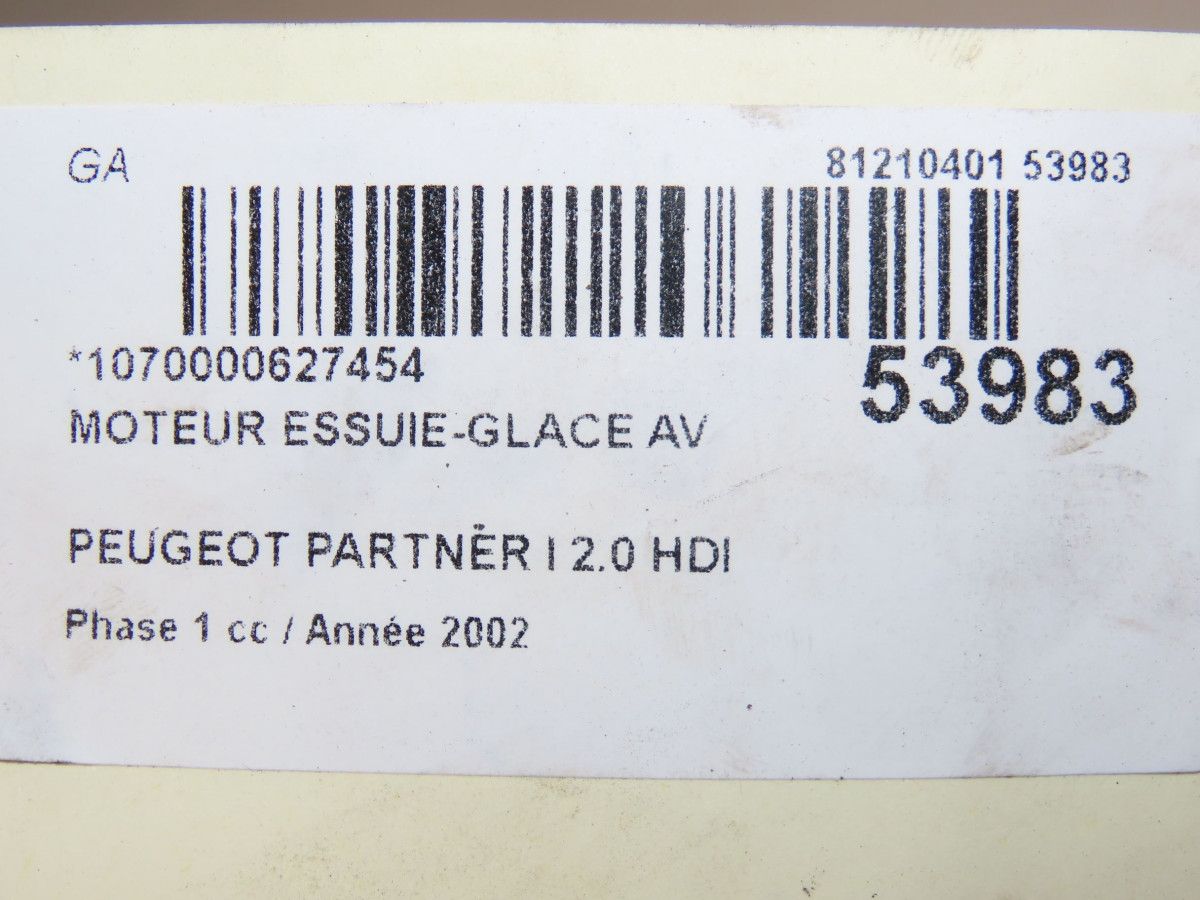 GA
81210401 53983
*1070000627454
53983
MOTEUR ESSUIE-GLACE AV
PEUGEOT PARTNER I 2.0 HDI
Phase 1 cc / Année 2002